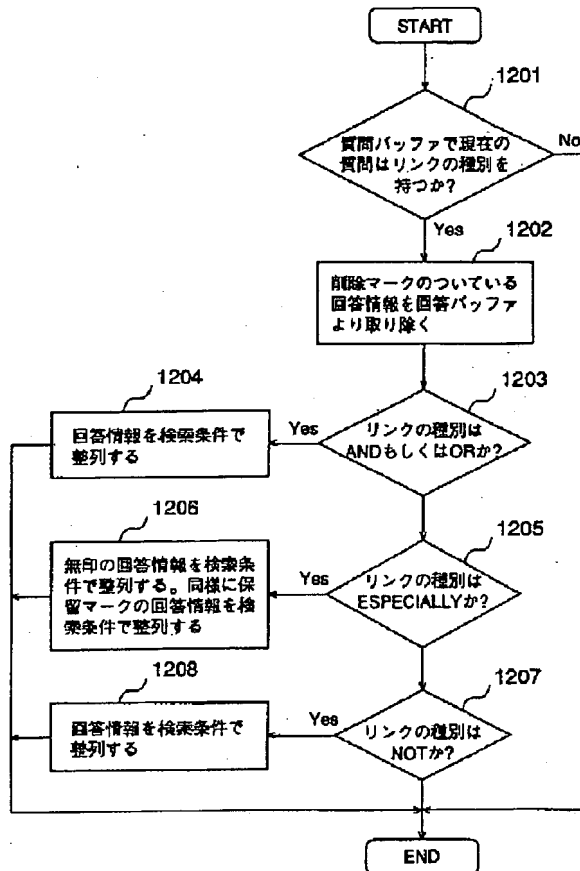 START
1201
質問バッファで現在の
質問はリンクの種別を
持つか?
No
Yes
1202
削除マークのついている
回答情報を回答バッファ
より取り除く
1204
1203
回答情報を検索条件で
整列する
Yes
リンクの種別は
ANDもしくはORか?
1206
1205
無印の回答情報を検索条
件で整列する。同様に保
留マークの回答情報を検
索条件で整列する
Yes
リンクの種別は
ESPECIALLYか?
1208
1207
回答情報を検索条件で
整列する
Yes
リンクの種別は
NOTか?
END